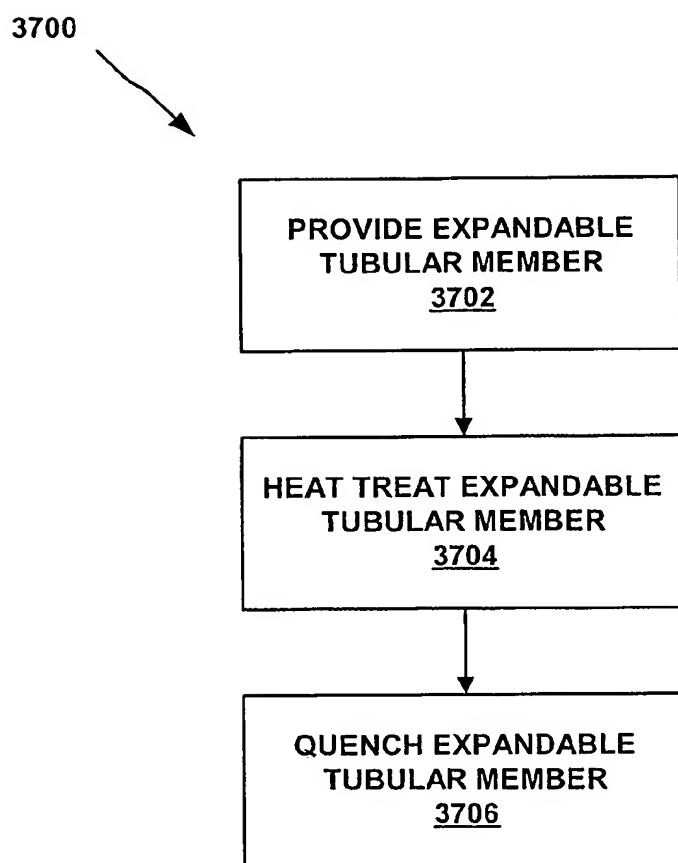 3700
PROVIDE EXPANDABLE
TUBULAR MEMBER
3702
HEAT TREAT EXPANDABLE
TUBULAR MEMBER
3704
QUENCH EXPANDABLE
TUBULAR MEMBER
3706